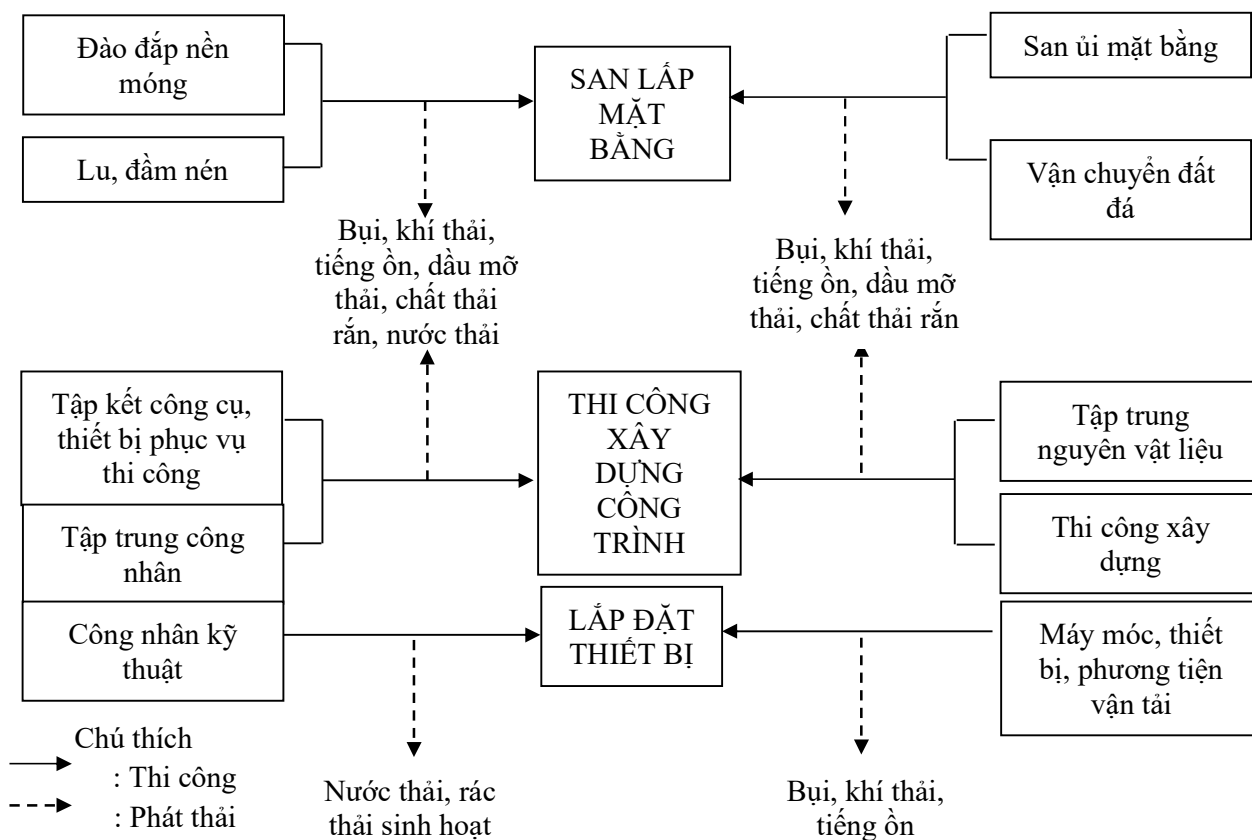 Đào đắp nền
móng
Lu, đầm nén
SAN LẤP
MẶT
BẰNG
San ủi mặt bằng
Vận chuyển đất
đá
Bụi, khí thải,
tiếng ồn, dầu mỡ
thải, chất thải
rắn, nước thải
Bụi, khí thải,
tiếng ồn, dầu mỡ
thải, chất thải rắn
Tập kết công cụ,
thiết bị phục vụ
thi công
Tập trung công
nhân
THI CÔNG
XÂY
DỰNG
CÔNG
TRÌNH
Tập trung
nguyên vật liệu
Thi công xây
dựng
Công nhân kỹ
thuật
LẮP ĐẶT
THIẾT BỊ
Máy móc, thiết
bị, phương tiện
vận tải
Chú thích
: Thi công
: Phát thải
Nước thải, rác
thải sinh hoạt
Bụi, khí thải,
tiếng ồn